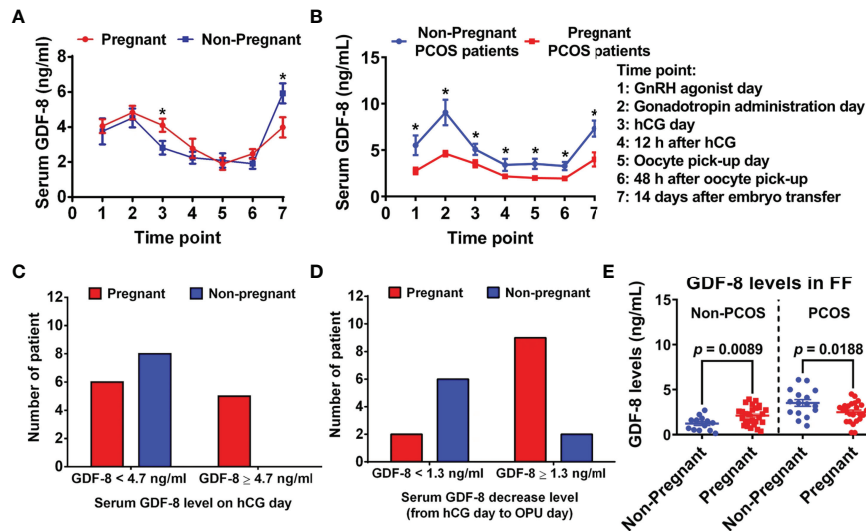 A
Pregnant
Non-Pregnant
Serum GDF-8 (ng/ml)
8
6
4
2
0
*
*
0 1 2 3 4 5 6 7
Time point
B
Non-Pregnant
PCOS patients
Pregnant
PCOS patients
Serum GDF-8 (ng/mL)
15
10
5
0
* * * * * * *
0 1 2 3 4 5 6 7
Time point
Time point:
1: GnRH agonist day
2: Gonadotropin administration day
3: hCG day
4: 12 h after hCG
5: Oocyte pick-up day
6: 48 h after oocyte pick-up
7: 14 days after embryo transfer
C
Pregnant
Non-pregnant
Number of patient
12
10
8
6
4
2
0
GDF-8 < 4.7 ng/ml GDF-8 ≥ 4.7 ng/ml
Serum GDF-8 level on hCG day
D
Pregnant
Non-pregnant
Number of patient
12
10
8
6
4
2
0
GDF-8 < 1.3 ng/ml GDF-8 ≥ 1.3 ng/ml
Serum GDF-8 decrease level
(from hCG day to OPU day)
E
GDF-8 levels in FF
Non-PCOS
PCOS
GDF-8 levels (ng/mL)
15
10
5
0
p = 0.0089
p = 0.0188
Non-Pregnant
Pregnant
Non-Pregnant
Pregnant